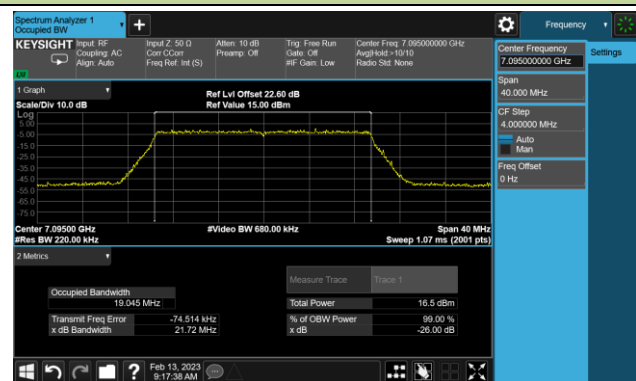 Spectrum Analyzer 1
Occupied BW
Frequency
KEYSIGHT
Input: RF
Coupling: AC
Align: Auto
Input Z: 50 Ω
Corr CCorr
Freq Ref: Int (S)
Atten: 10 dB
Preamp: Off
Trig: Free Run
Gate: Off
#IF Gain: Low
Center Freq: 7.095000000 GHz
Avg|Hold:>10/10
Radio Std: None
LXI
1 Graph
Scale/Div 10.0 dB
Ref Lvl Offset 22.60 dB
Ref Value 15.00 dBm
Log
5.00
-5.00
-15.0
-25.0
-35.0
-45.0
-55.0
-65.0
-75.0
Center 7.09500 GHz
#Res BW 220.00 kHz
#Video BW 680.00 kHz
Span 40 MHz
Sweep 1.07 ms (2001 pts)
2 Metrics
Measure Trace
Trace 1
Occupied Bandwidth
19.045 MHz
Total Power
16.5 dBm
Transmit Freq Error
-74.514 kHz
% of OBW Power
99.00 %
x dB Bandwidth
21.72 MHz
x dB
-26.00 dB
Center Frequency
7.095000000 GHz
Settings
Span
40.000 MHz
CF Step
4.000000 MHz
Auto
Man
Freq Offset
0 Hz
?
Feb 13, 2023
9:17:38 AM